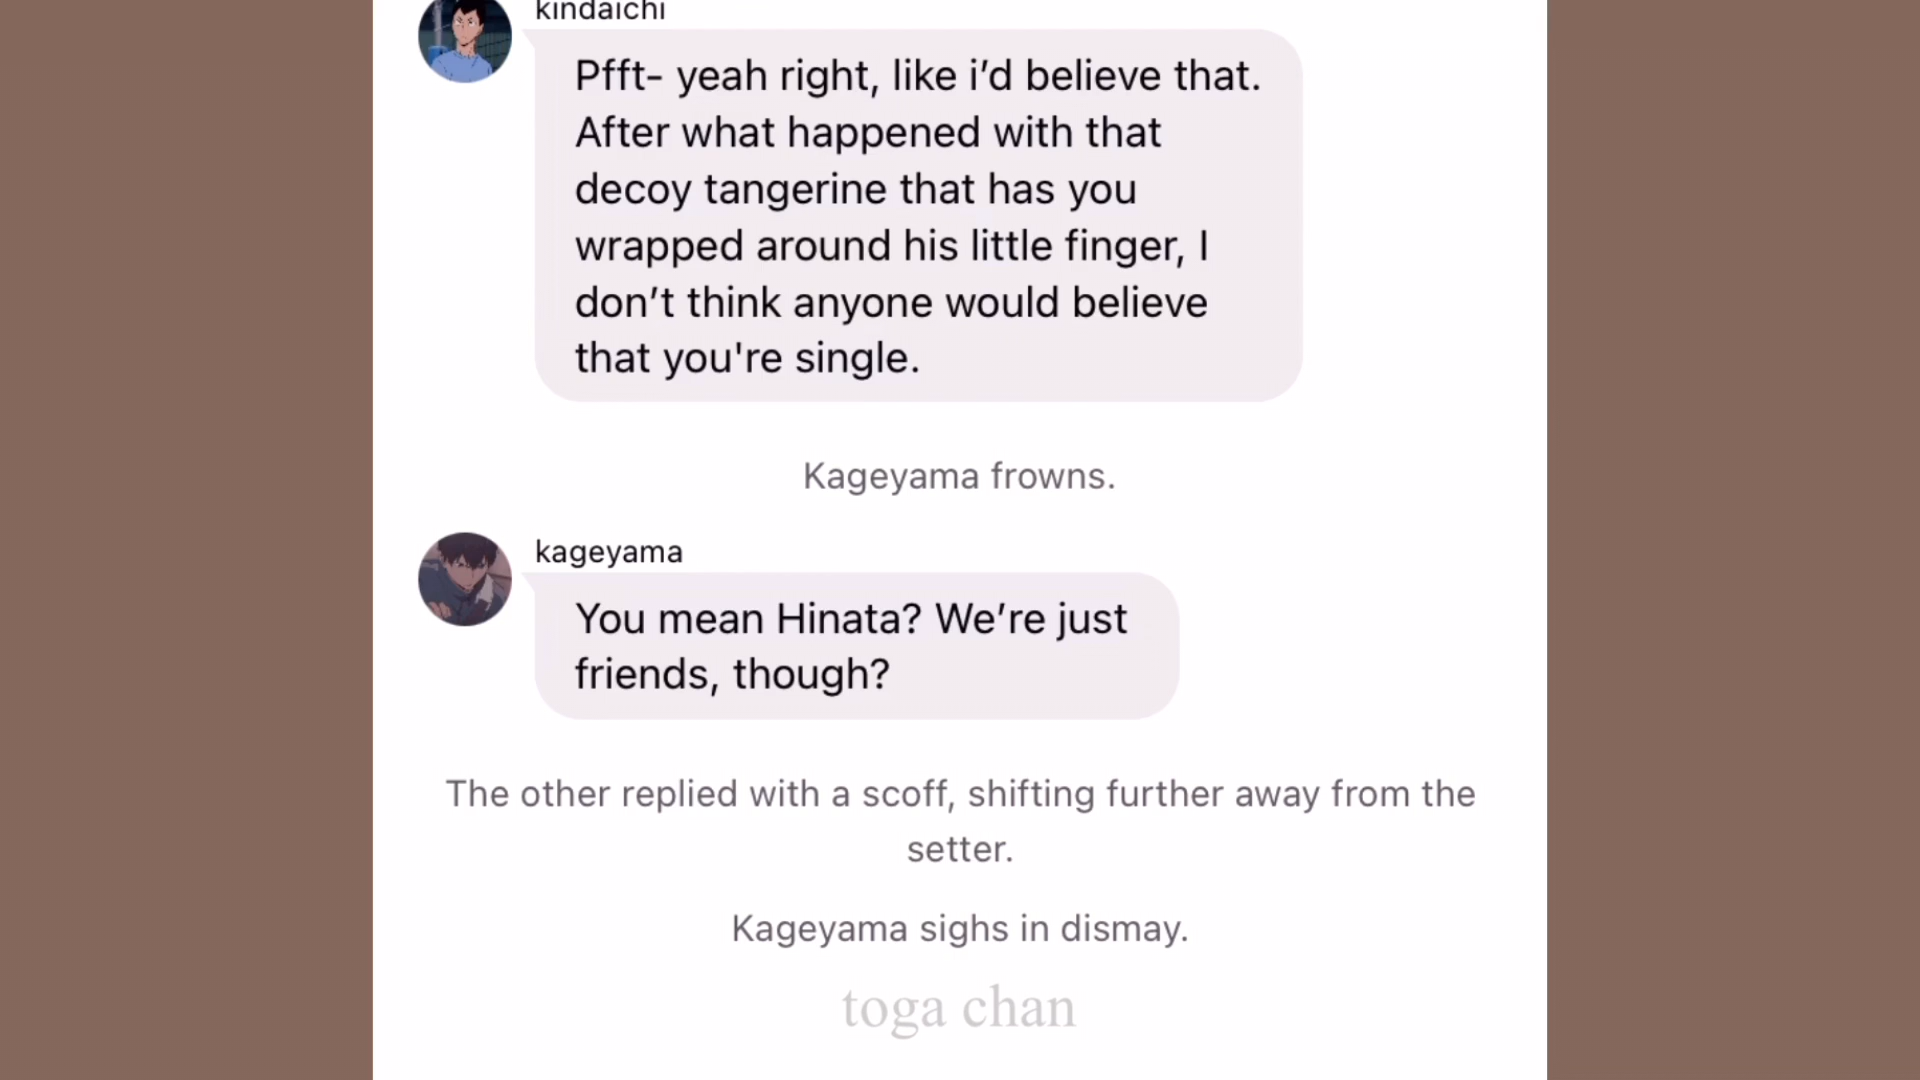 kindaichi
Pfft- yeah right, like i’d believe that.
After what happened with that
decoy tangerine that has you
wrapped around his little finger, I
don’t think anyone would believe
that you're single.
Kageyama frowns.
kageyama
You mean Hinata? We’re just
friends, though?
The other replied with a scoff, shifting further away from the
setter.
Kageyama sighs in dismay.
toga chan